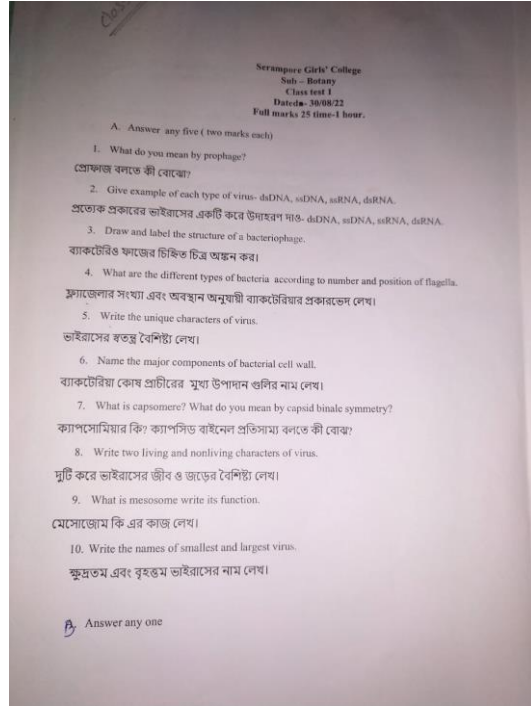 Serampore Girls' College
Sub – Botany
Class test 1
Dated- 30/08/22
Full marks 25 time-1 hour.
A. Answer any five ( two marks each)
1. What do you mean by prophage?
প্রোফাজ বলতে কী বোঝো?
2. Give example of each type of virus- dsDNA, ssDNA, ssRNA, dsRNA.
প্রত্যেক প্রকারের ভাইরাসের একটি করে উদাহরণ দাও- dsDNA, ssDNA, ssRNA, dsRNA.
3. Draw and label the structure of a bacteriophage.
ব্যাকটেরিও ফাজের চিহ্নিত চিত্র অঙ্কন কর।
4. What are the different types of bacteria according to number and position of flagella.
ফ্ল্যাজেলার সংখ্যা এবং অবস্থান অনুযায়ী ব্যাকটেরিয়ার প্রকারভেদ লেখ।
5. Write the unique characters of virus.
ভাইরাসের স্বতন্ত্র বৈশিষ্ট্য লেখ।
6. Name the major components of bacterial cell wall.
ব্যাকটেরিয়া কোষ প্রাচীরের মুখ্য উপাদান গুলির নাম লেখ।
7. What is capsomere? What do you mean by capsid binale symmetry?
ক্যাপসোমিয়ার কি? ক্যাপসিড বাইনেল প্রতিসাম্য বলতে কী বোঝ?
8. Write two living and nonliving characters of virus.
দুটি করে ভাইরাসের জীব ও জড়ের বৈশিষ্ট্য লেখ।
9. What is mesosome write its function.
মেসোজোম কি এর কাজ লেখ।
10. Write the names of smallest and largest virus.
ক্ষুদ্রতম এবং বৃহত্তম ভাইরাসের নাম লেখ।
B, Answer any one